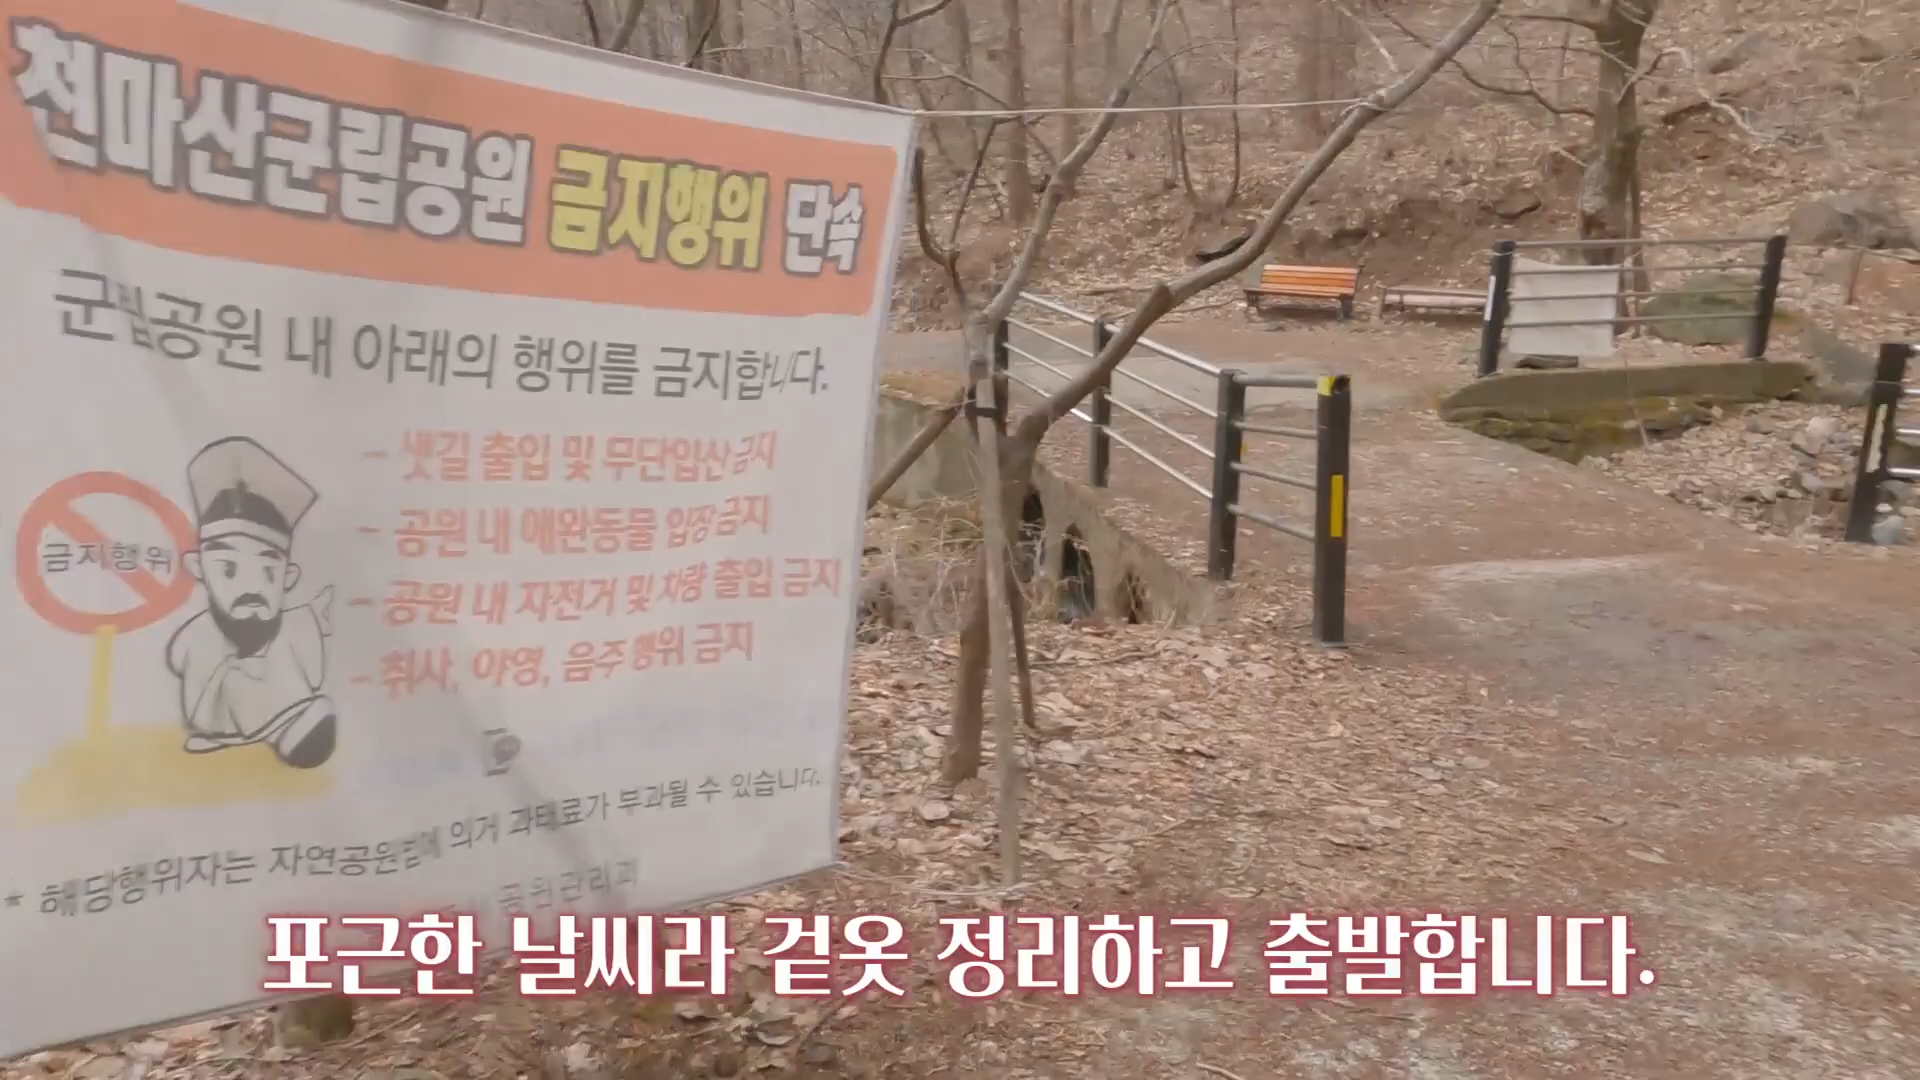 천마산군립공원 금지행위 단속
군립공원 내 아래의 행위를 금지합니다.
금지행위
- 샛길 출입 및 무단입산금지
- 공원 내 애완동물 입장금지
- 공원 내 자전거 및 차량 출입 금지
- 취사, 야영, 음주행위 금지
* 해당행위자는 자연공원법에 의거 과태료가 부과될 수 있습니다.
공원관리과
포근한 날씨라 겉옷 정리하고 출발합니다.